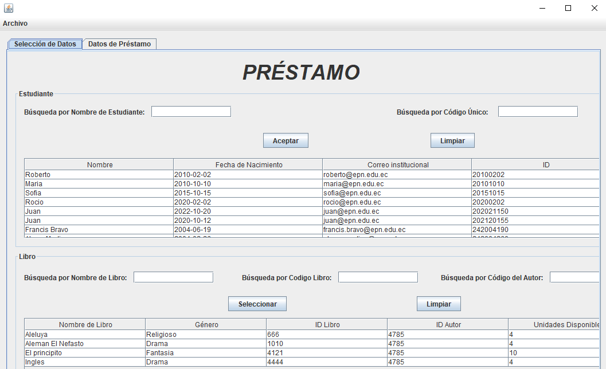 Archivo
Selección de Datos Datos de Préstamo
PRÉSTAMO
Estudiante
Búsqueda por Nombre de Estudiante: Búsqueda por Código Único:
Aceptar Limpiar
Nombre Fecha de Nacimiento Correo institucional ID
Roberto 2010-02-02 roberto@epn.edu.ec 20100202
Maria 2010-10-10 maria@epn.edu.ec 20101010
Sofia 2015-10-15 sofia@epn.edu.ec 20151015
Rocio 2020-02-02 rocio@epn.edu.ec 20200202
Juan 2022-10-20 juan@epn.edu.ec 202021150
Juan 2020-10-12 juan@epn.edu.ec 202120155
Francis Bravo 2004-06-19 francis.bravo@epn.edu.ec 242004190
Libro
Búsqueda por Nombre de Libro: Búsqueda por Codigo Libro: Búsqueda por Código del Autor:
Seleccionar Limpiar
Nombre de Libro Género ID Libro ID Autor Unidades Disponible
Aleluya Religioso 666 4785 4
Aleman El Nefasto Drama 1010 4785 4
El principito Fantasia 4121 4785 10
Ingles Drama 4444 4785 4